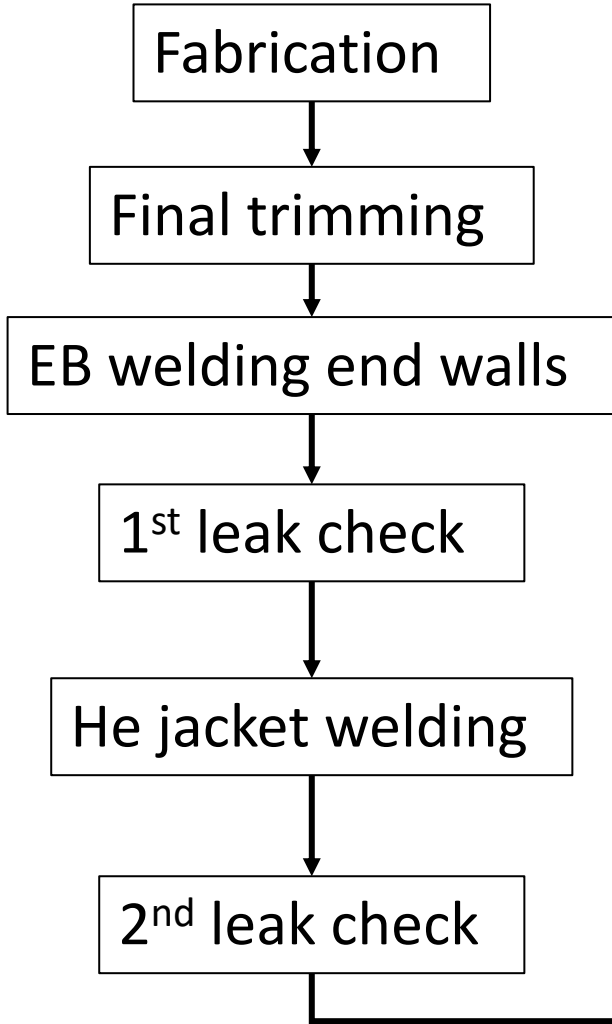 Fabrication
Final trimming
EB welding end walls
1st leak check
He jacket welding
2nd leak check